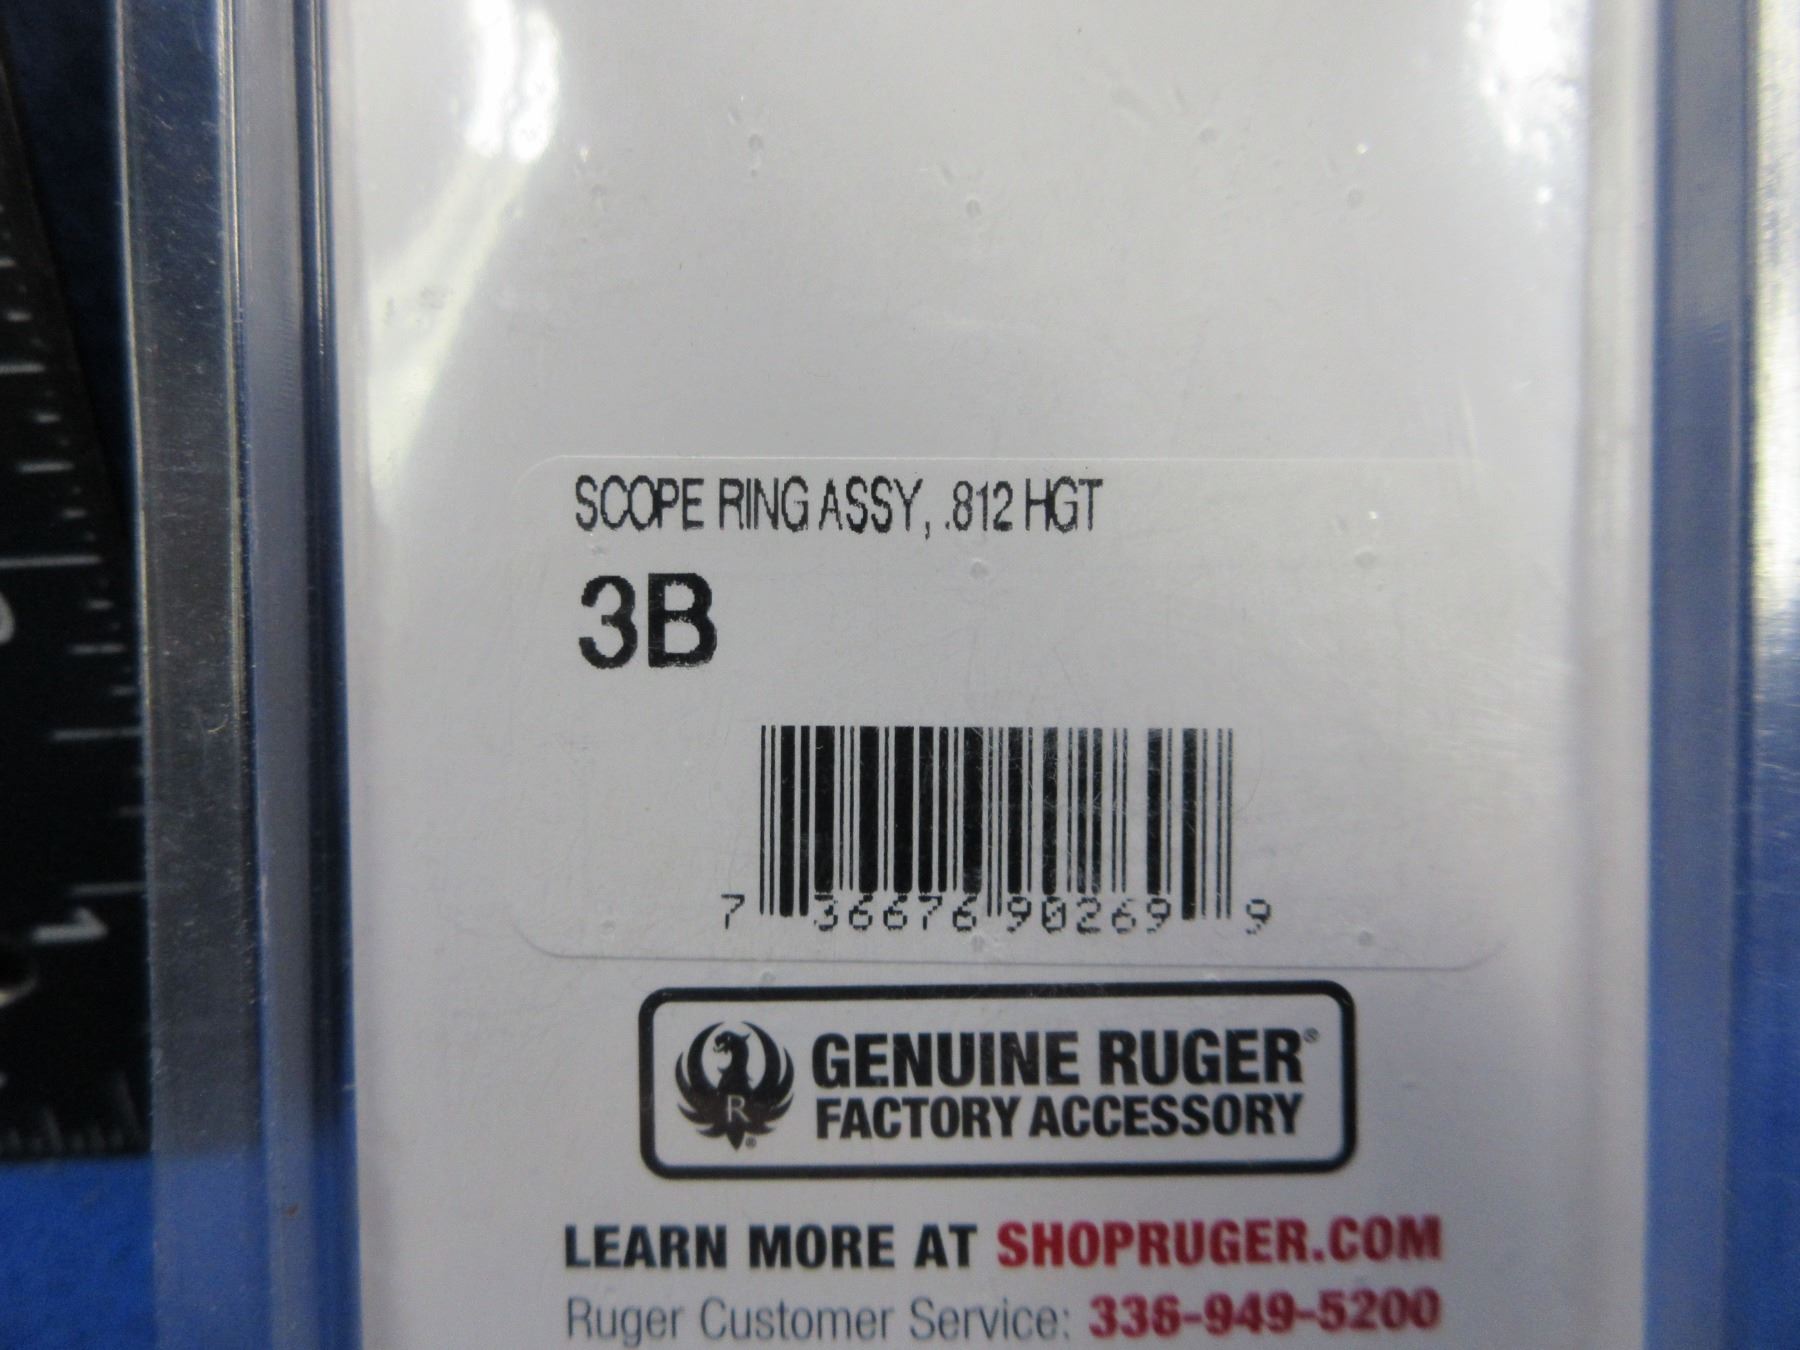 SCOPE RING ASSY, .812 HGT
3B
7 36676 90269 9
GENUINE RUGER®
FACTORY ACCESSORY
R
®
LEARN MORE AT SHOPRUGER.COM
Ruger Customer Service: 336-949-5200
1